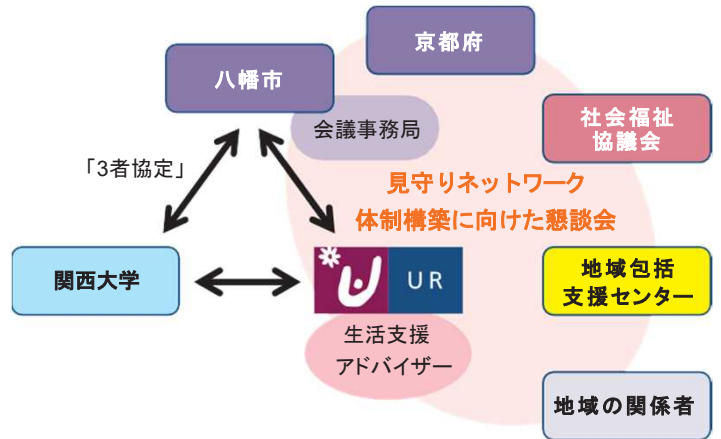 京都府
八幡市
会議事務局
社会福祉
協議会
「3者協定」
見守りネットワーク
体制構築に向けた懇談会
関西大学
UR
地域包括
支援センター
生活支援
アドバイザー
地域の関係者